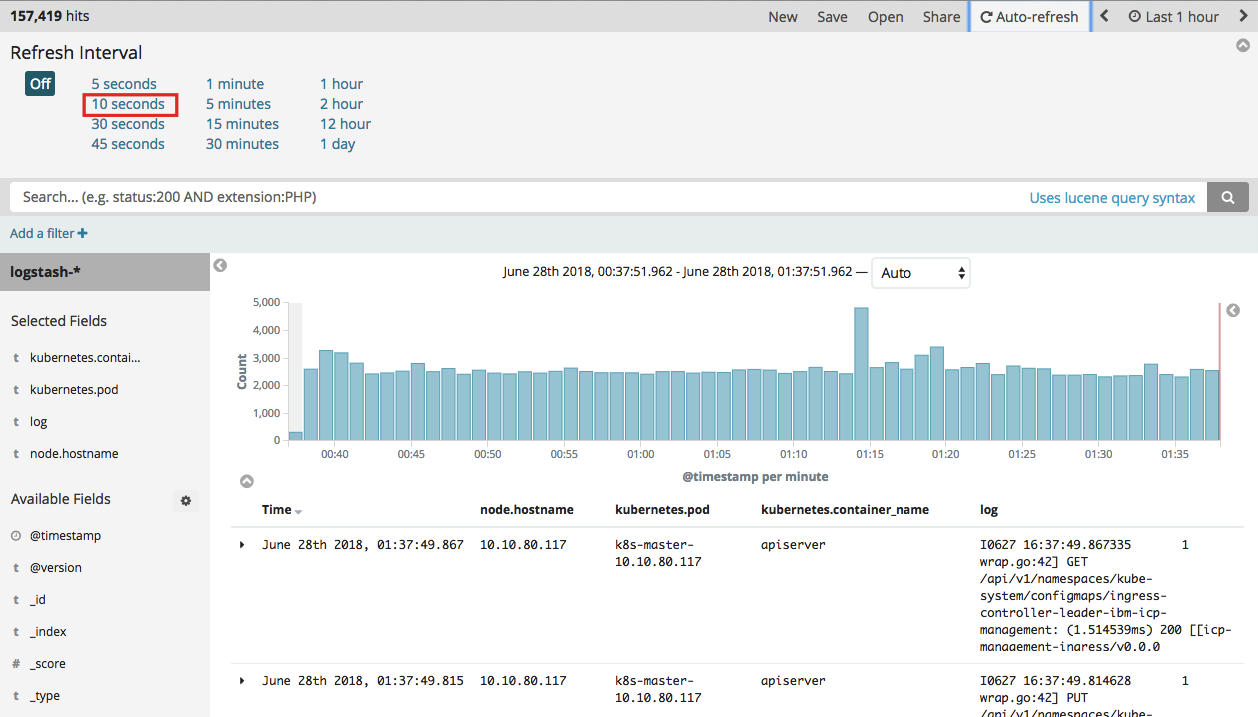 157,419 hits New Save Open Share Auto-refresh Last 1 hour
Refresh Interval
Off 5 seconds 1 minute 1 hour
10 seconds 5 minutes 2 hour
30 seconds 15 minutes 12 hour
45 seconds 30 minutes 1 day
Search... (e.g. status:200 AND extension:PHP) Uses lucene query syntax
Add a filter +
logstash-*
Selected Fields
t kubernetes.contai...
t kubernetes.pod
t log
t node.hostname
Available Fields
@timestamp
t @version
t _id
t _index
# _score
t _type
June 28th 2018, 00:37:51.962 - June 28th 2018, 01:37:51.962 — Auto
Count
5,000
4,000
3,000
2,000
1,000
0
00:40 00:45 00:50 00:55 01:00 01:05 01:10 01:15 01:20 01:25 01:30 01:35
@timestamp per minute
Time node.hostname kubernetes.pod kubernetes.container_name log
June 28th 2018, 01:37:49.867 10.10.80.117 k8s-master- apiserver I0627 16:37:49.867335 1
10.10.80.117 wrap.go:42] GET
/api/v1/namespaces/kube-
system/configmaps/ingress-
controller-leader-ibm-icp-
management: (1.514539ms) 200 [[icp-
management-ingress/v0.0.0
June 28th 2018, 01:37:49.815 10.10.80.117 k8s-master- apiserver I0627 16:37:49.814628 1
10.10.80.117 wrap.go:42] PUT
/api/v1/namespaces/kube-